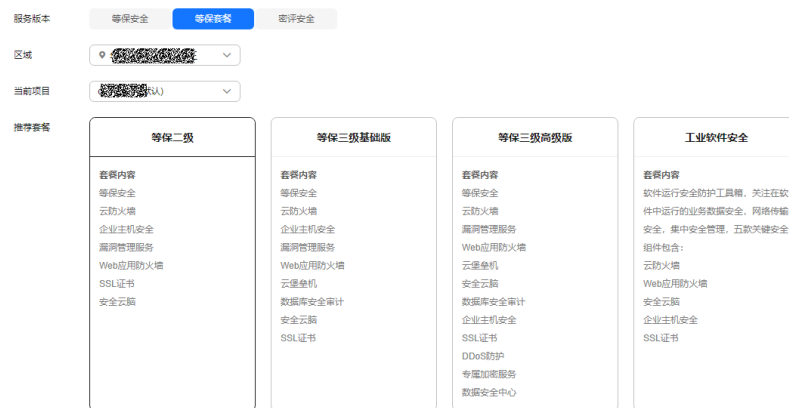 服务版本
等保安全 等保套餐 密评安全
区域
当前项目
认)
推荐套餐
等保二级
套餐内容
等保安全
云防火墙
企业主机安全
漏洞管理服务
Web应用防火墙
SSL证书
安全云脑
等保三级基础版
套餐内容
等保安全
云防火墙
企业主机安全
漏洞管理服务
Web应用防火墙
云堡垒机
数据库安全审计
安全云脑
SSL证书
等保三级高级版
套餐内容
等保安全
云防火墙
漏洞管理服务
Web应用防火墙
云堡垒机
安全云脑
数据库安全审计
企业主机安全
SSL证书
DDoS防护
专属加密服务
数据安全中心
工业软件安全
套餐内容
软件运行安全防护工具箱，关注在软
件中运行的业务数据安全，网络传输
安全，集中安全管理，五款关键安全
组件包含：
云防火墙
Web应用防火墙
安全云脑
企业主机安全
SSL证书